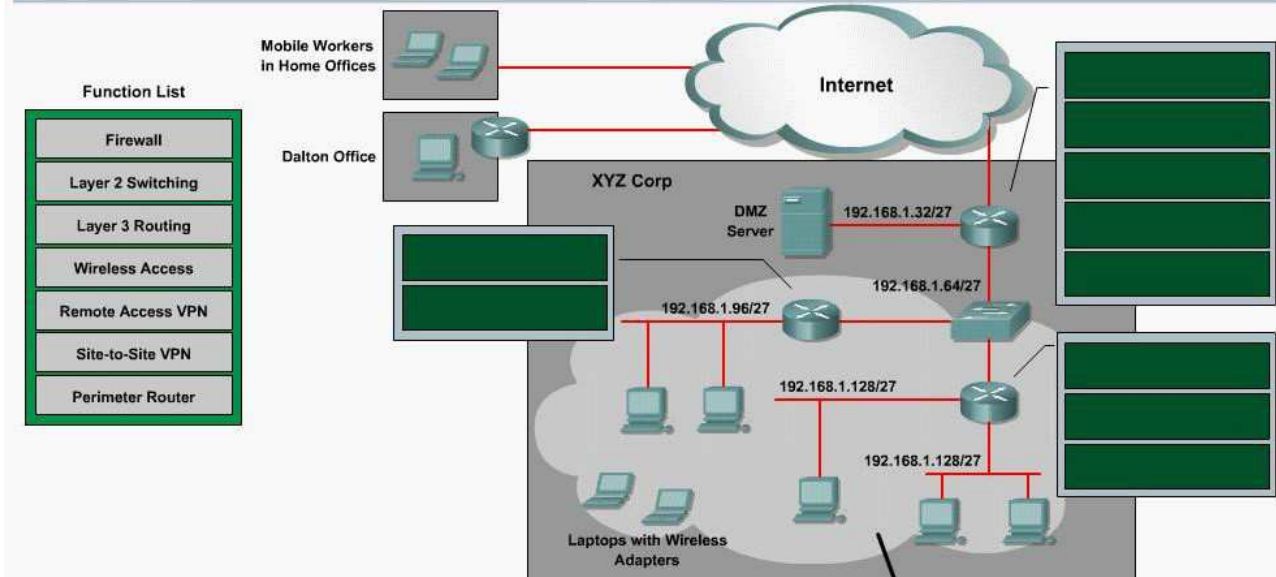 Mobile Workers
in Home Offices
Internet
Function List
Firewall
Dalton Office
Layer 2 Switching
XYZ Corp
DMZ
Server
192.168.1.32/27
Layer 3 Routing
Wireless Access
192.168.1.64/27
Remote Access VPN
192.168.1.96/27
Site-to-Site VPN
192.168.1.128/27
Perimeter Router
192.168.1.128/27
Laptops with Wireless
Adapters